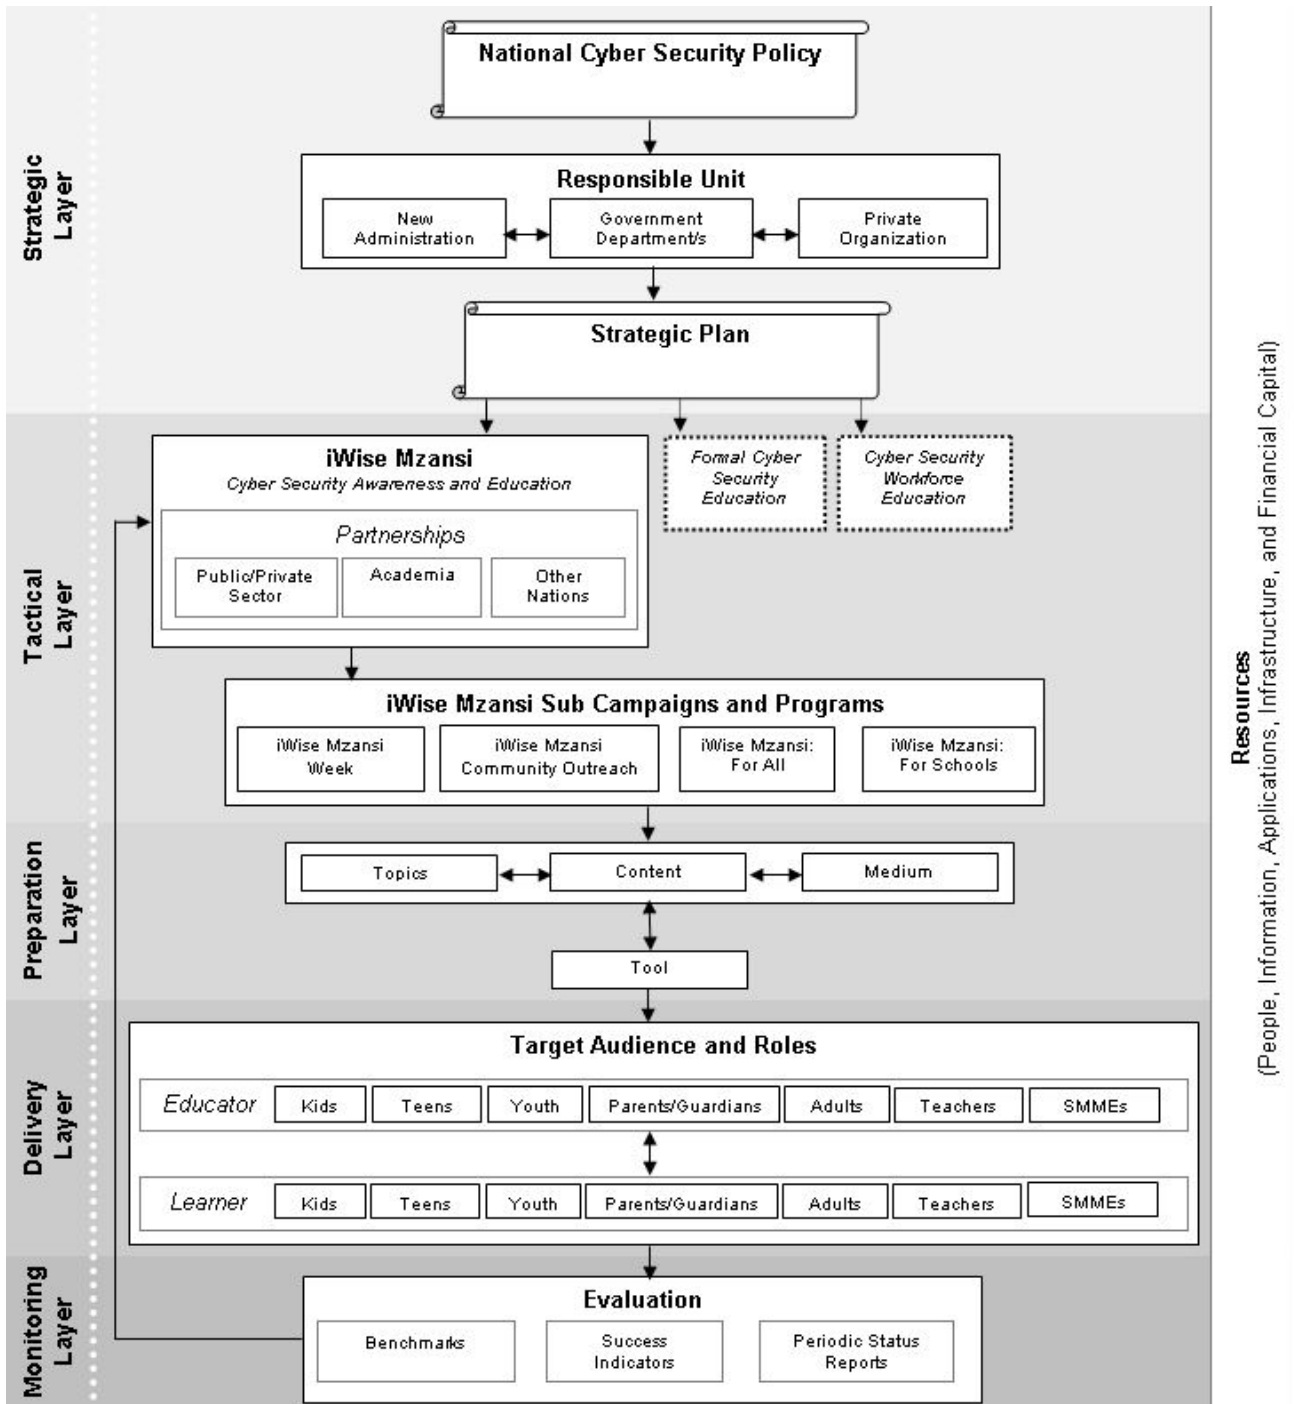 National Cyber Security Policy
Strategic
Layer
Responsible Unit
New
Administration
Government
Department/s
Private
Organization
Strategic Plan
Tactical
Layer
iWise Mzansi
Cyber Security Awareness and Education
Partnerships
Public/Private
Sector
Academia
Other
Nations
Formal Cyber
Security
Education
Cyber Security
Workforce
Education
iWise Mzansi Sub Campaigns and Programs
iWise Mzansi
Week
iWise Mzansi
Community Outreach
iWise Mzansi:
For All
iWise Mzansi:
For Schools
Preparation
Layer
Topics
Content
Medium
Tool
Delivery
Layer
Target Audience and Roles
Educator
Kids
Teens
Youth
Parents/Guardians
Adults
Teachers
SMMEs
Learner
Kids
Teens
Youth
Parents/Guardians
Adults
Teachers
SMMEs
Monitoring
Layer
Evaluation
Benchmarks
Success
Indicators
Periodic Status
Reports
Resources
(People, Information, Applications, Infrastructure, and Financial Capital)